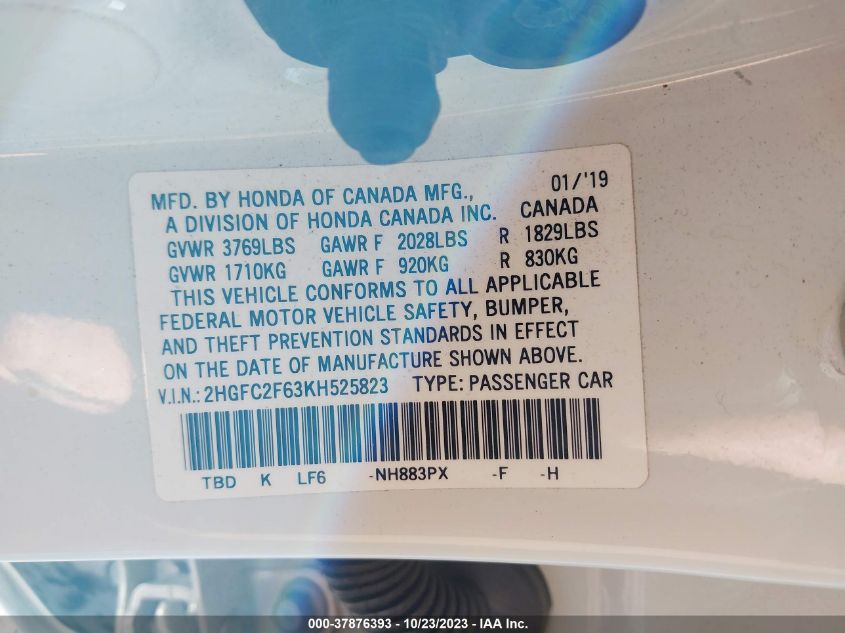 MFD. BY HONDA OF CANADA MFG., 01/'19
A DIVISION OF HONDA CANADA INC. CANADA
GVWR 3769LBS GAWR F 2028LBS R 1829LBS
GVWR 1710KG GAWR F 920KG R 830KG
THIS VEHICLE CONFORMS TO ALL APPLICABLE
FEDERAL MOTOR VEHICLE SAFETY, BUMPER,
AND THEFT PREVENTION STANDARDS IN EFFECT
ON THE DATE OF MANUFACTURE SHOWN ABOVE.
V.I.N.: 2HGFC2F63KH525823 TYPE: PASSENGER CAR
TBD K LF6 -NH883PX -F -H
000-37876393 - 10/23/2023 - IAA Inc.